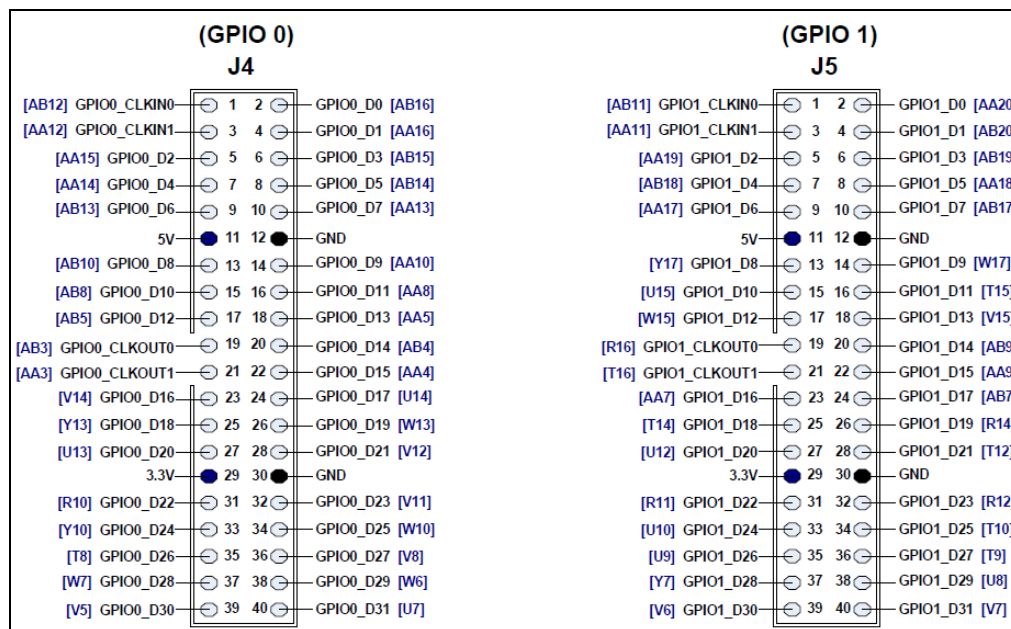 (GPIO 0) (GPIO 1)
J4 J5
[AB12] GPIO0_CLKIN0 1 2 GPIO0_D0 [AB16] [AB11] GPIO1_CLKIN0 1 2 GPIO1_D0 [AA20
[AA12] GPIO0_CLKIN1 3 4 GPIO0_D1 [AA16] [AA11] GPIO1_CLKIN1 3 4 GPIO1_D1 [AB20
[AA15] GPIO0_D2 5 6 GPIO0_D3 [AB15] [AA19] GPIO1_D2 5 6 GPIO1_D3 [AB19
[AA14] GPIO0_D4 7 8 GPIO0_D5 [AB14] [AB18] GPIO1_D4 7 8 GPIO1_D5 [AA18
[AB13] GPIO0_D6 9 10 GPIO0_D7 [AA13] [AA17] GPIO1_D6 9 10 GPIO1_D7 [AB17
5V 11 12 GND 5V 11 12 GND
[AB10] GPIO0_D8 13 14 GPIO0_D9 [AA10] [Y17] GPIO1_D8 13 14 GPIO1_D9 [W17]
[AB8] GPIO0_D10 15 16 GPIO0_D11 [AA8] [U15] GPIO1_D10 15 16 GPIO1_D11 [T15]
[AB5] GPIO0_D12 17 18 GPIO0_D13 [AA5] [W15] GPIO1_D12 17 18 GPIO1_D13 [V15]
[AB3] GPIO0_CLKOUT0 19 20 GPIO0_D14 [AB4] [R16] GPIO1_CLKOUT0 19 20 GPIO1_D14 [AB9
[AA3] GPIO0_CLKOUT1 21 22 GPIO0_D15 [AA4] [T16] GPIO1_CLKOUT1 21 22 GPIO1_D15 [AA9
[V14] GPIO0_D16 23 24 GPIO0_D17 [U14] [AA7] GPIO1_D16 23 24 GPIO1_D17 [AB7
[Y13] GPIO0_D18 25 26 GPIO0_D19 [W13] [T14] GPIO1_D18 25 26 GPIO1_D19 [R14
[U13] GPIO0_D20 27 28 GPIO0_D21 [V12] [U12] GPIO1_D20 27 28 GPIO1_D21 [T12]
3.3V 29 30 GND 3.3V 29 30 GND
[R10] GPIO0_D22 31 32 GPIO0_D23 [V11] [R11] GPIO1_D22 31 32 GPIO1_D23 [R12
[Y10] GPIO0_D24 33 34 GPIO0_D25 [W10] [U10] GPIO1_D24 33 34 GPIO1_D25 [T10]
[T8] GPIO0_D26 35 36 GPIO0_D27 [V8] [U9] GPIO1_D26 35 36 GPIO1_D27 [T9]
[W7] GPIO0_D28 37 38 GPIO0_D29 [W6] [Y7] GPIO1_D28 37 38 GPIO1_D29 [U8]
[V5] GPIO0_D30 39 40 GPIO0_D31 [U7] [V6] GPIO1_D30 39 40 GPIO1_D31 [V7]